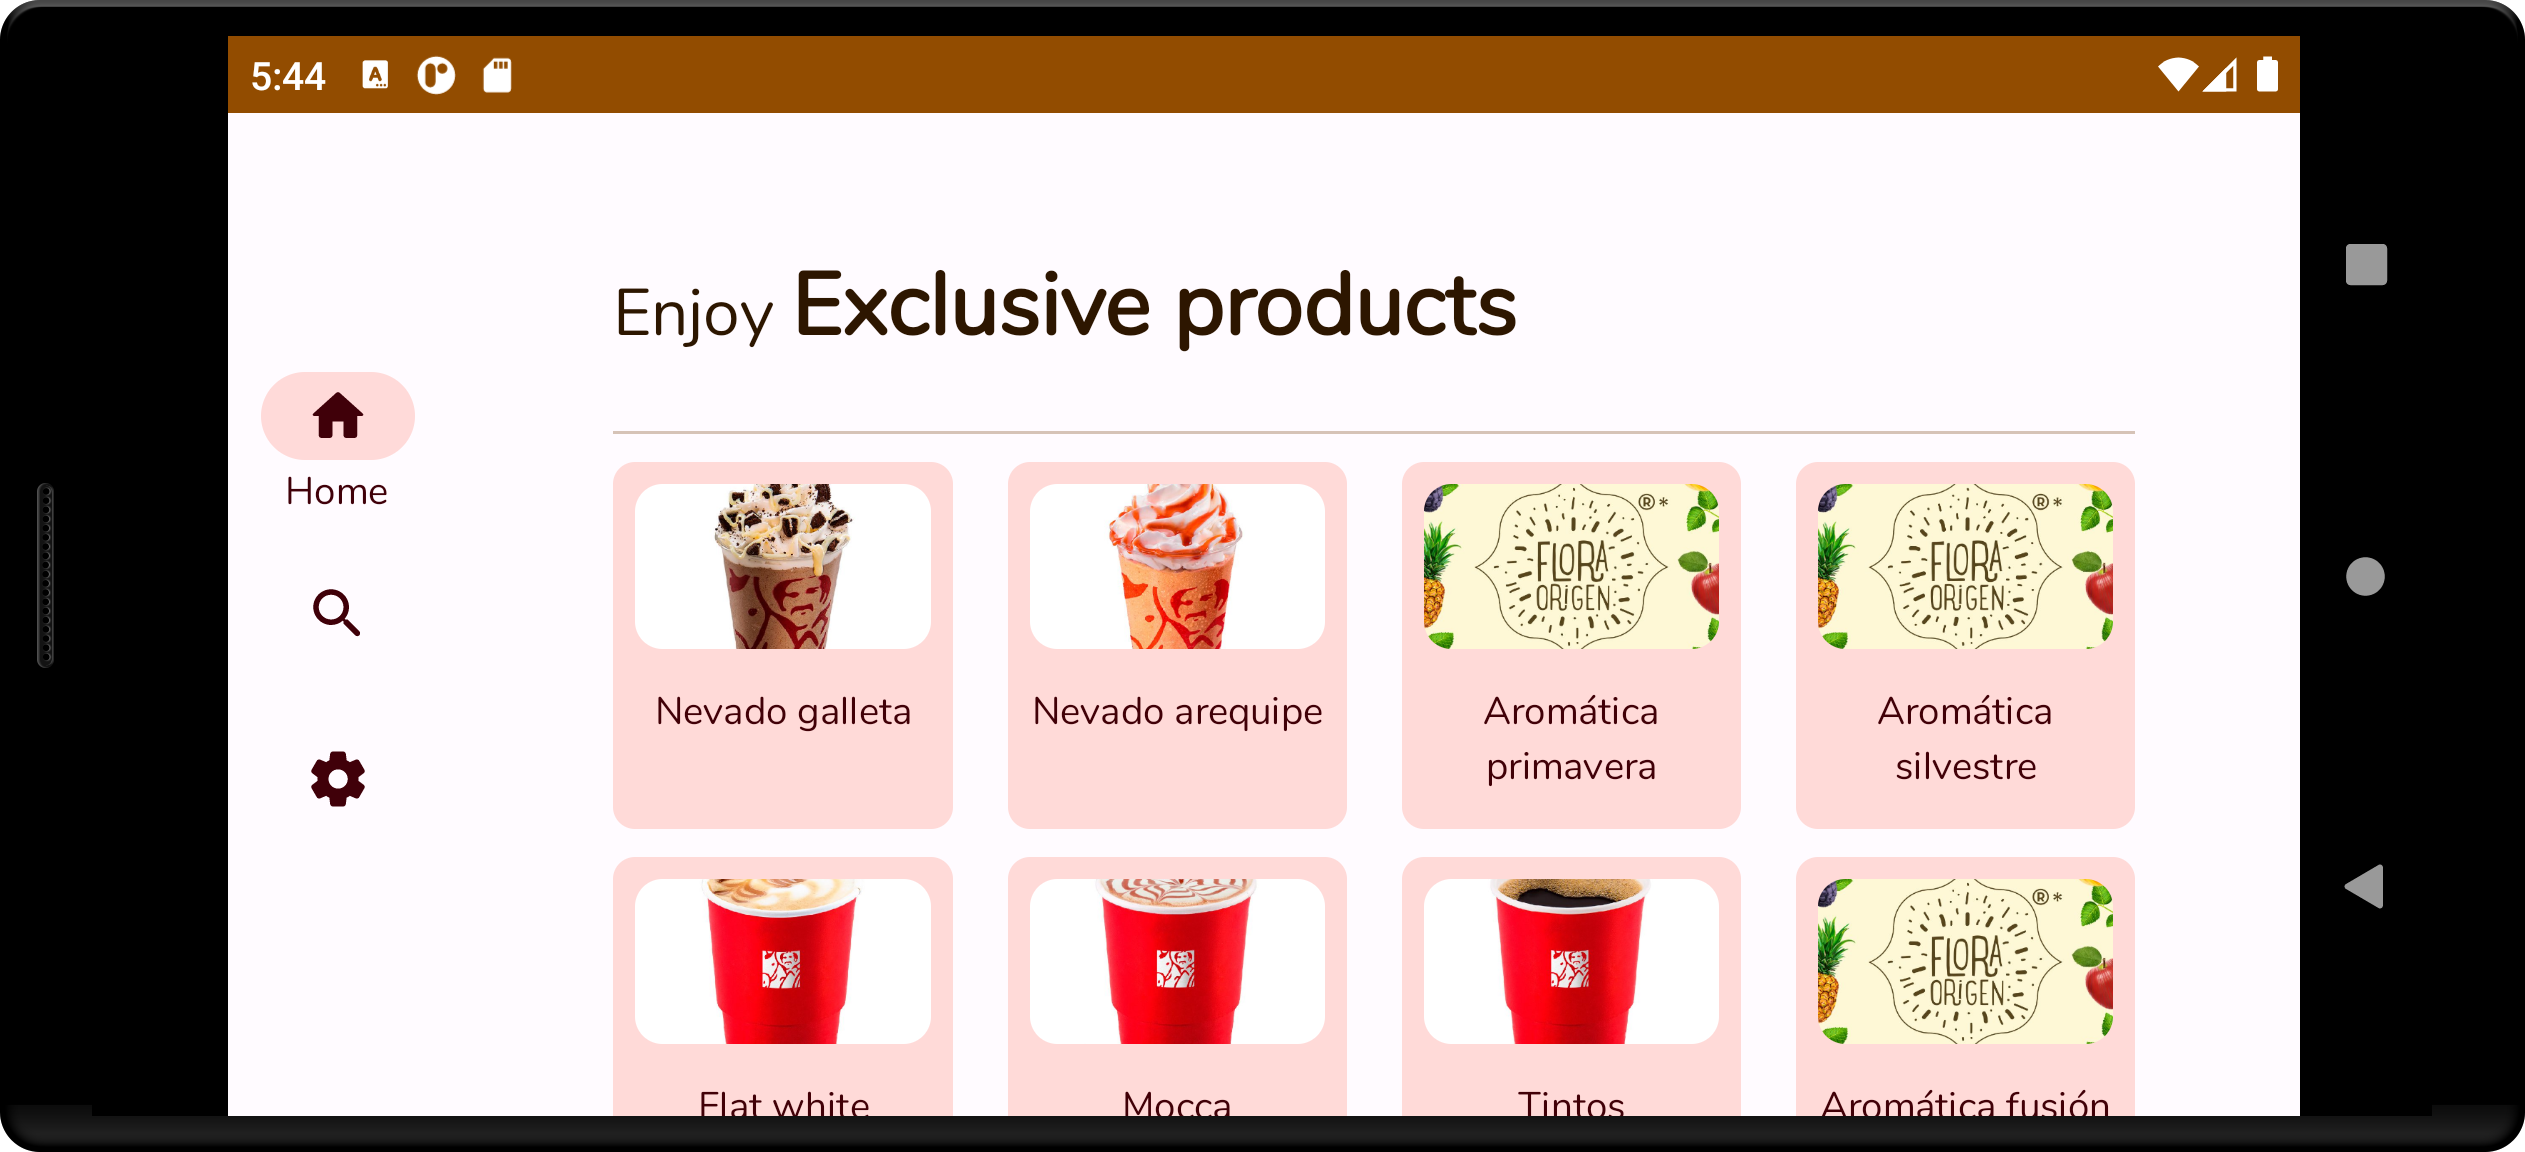 5:44
A
Enjoy Exclusive products
Home
®*
FLORA
ORIGEN
®*
FLORA
ORIGEN
Nevado galleta
Nevado arequipe
Aromática
primavera
Aromática
silvestre
®*
FLORA
ORIGEN
Flat white
Mocca
Tintos
Aromática fusión